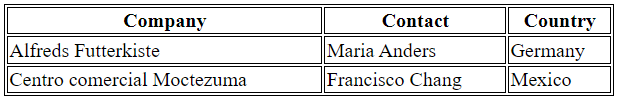 Company Contact Country
Alfreds Futterkiste Maria Anders Germany
Centro comercial Moctezuma Francisco Chang Mexico